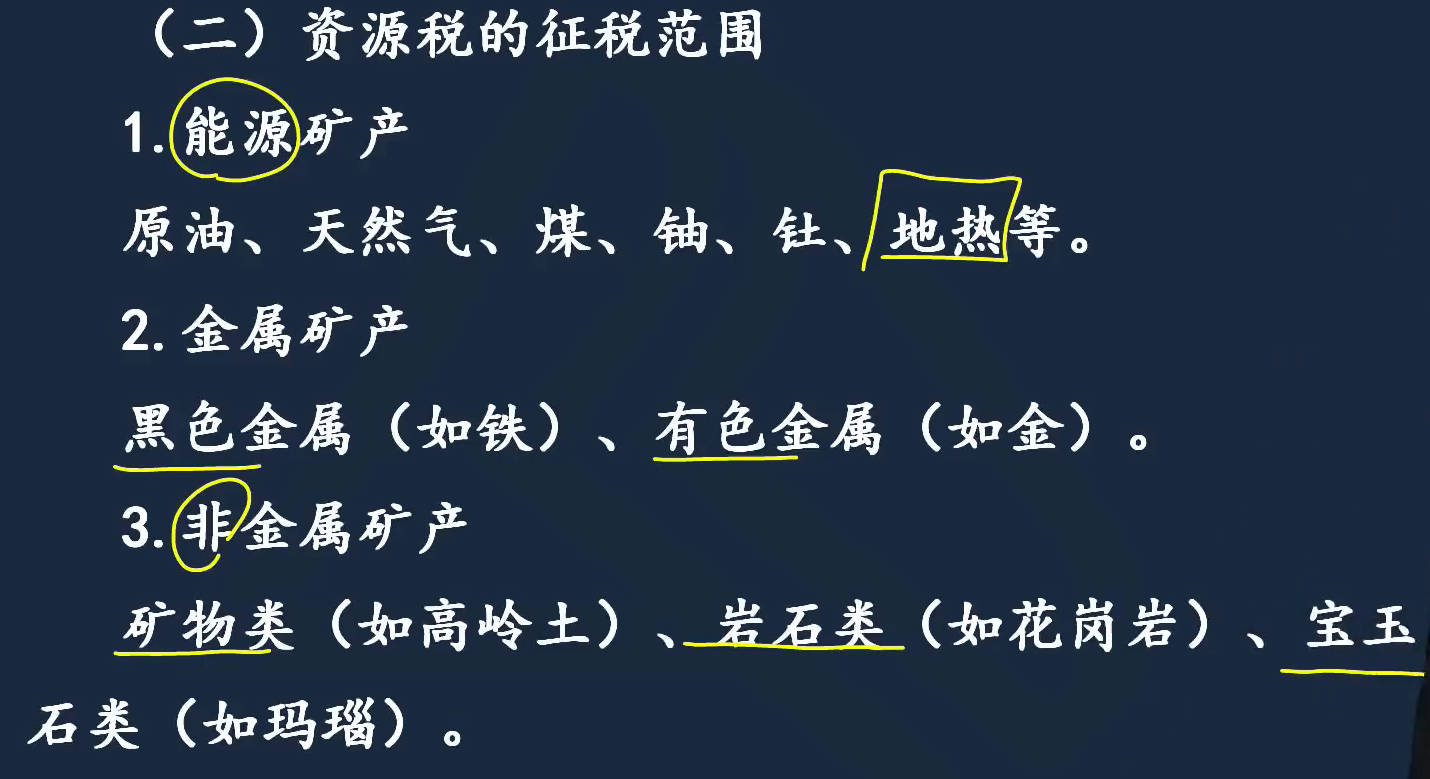 （二）资源税的征税范围
1.能源矿产
原油、天然气、煤、铀、钍、地热等。
2.金属矿产
黑色金属（如铁）、有色金属（如金）。
3.非金属矿产
矿物类（如高岭土）、岩石类（如花岗岩）、宝玉
石类（如玛瑙）。